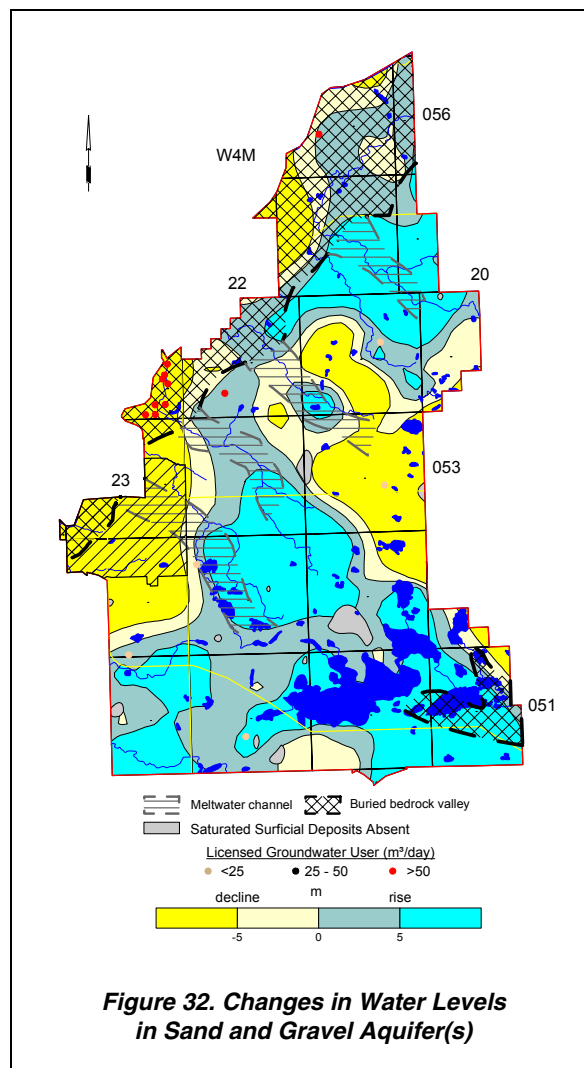 056
W4M
22
20
053
23
051
Meltwater channel Buried bedrock valley
Saturated Surficial Deposits Absent
Licensed Groundwater User (m³/day)
<25 25 - 50 >50
decline m rise
-5 0 5
Figure 32. Changes in Water Levels
in Sand and Gravel Aquifer(s)